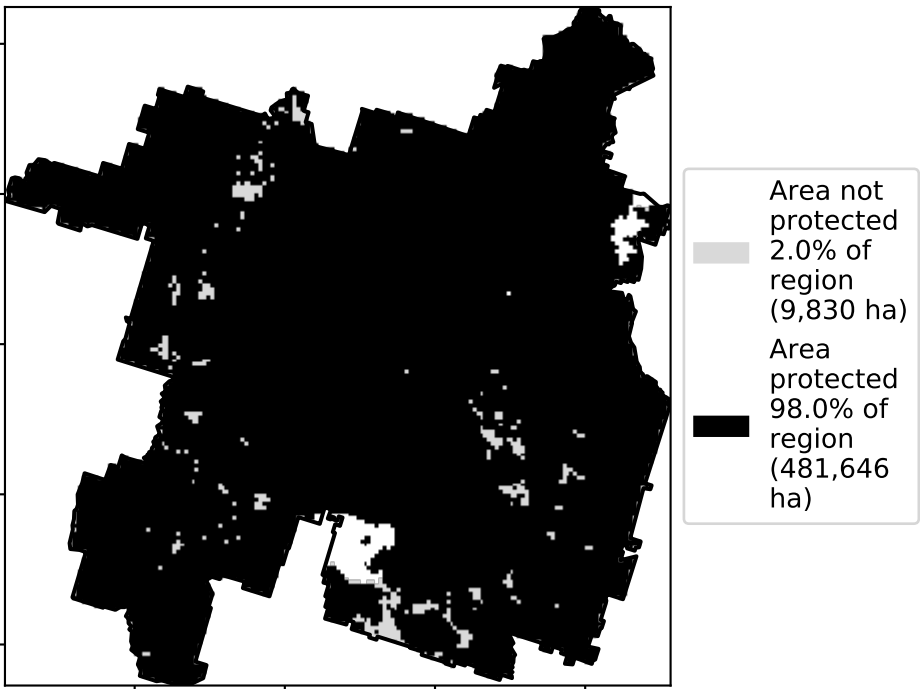 Area not
protected
2.0% of
region
(9,830 ha)
Area
protected
98.0% of
region
(481,646
ha)